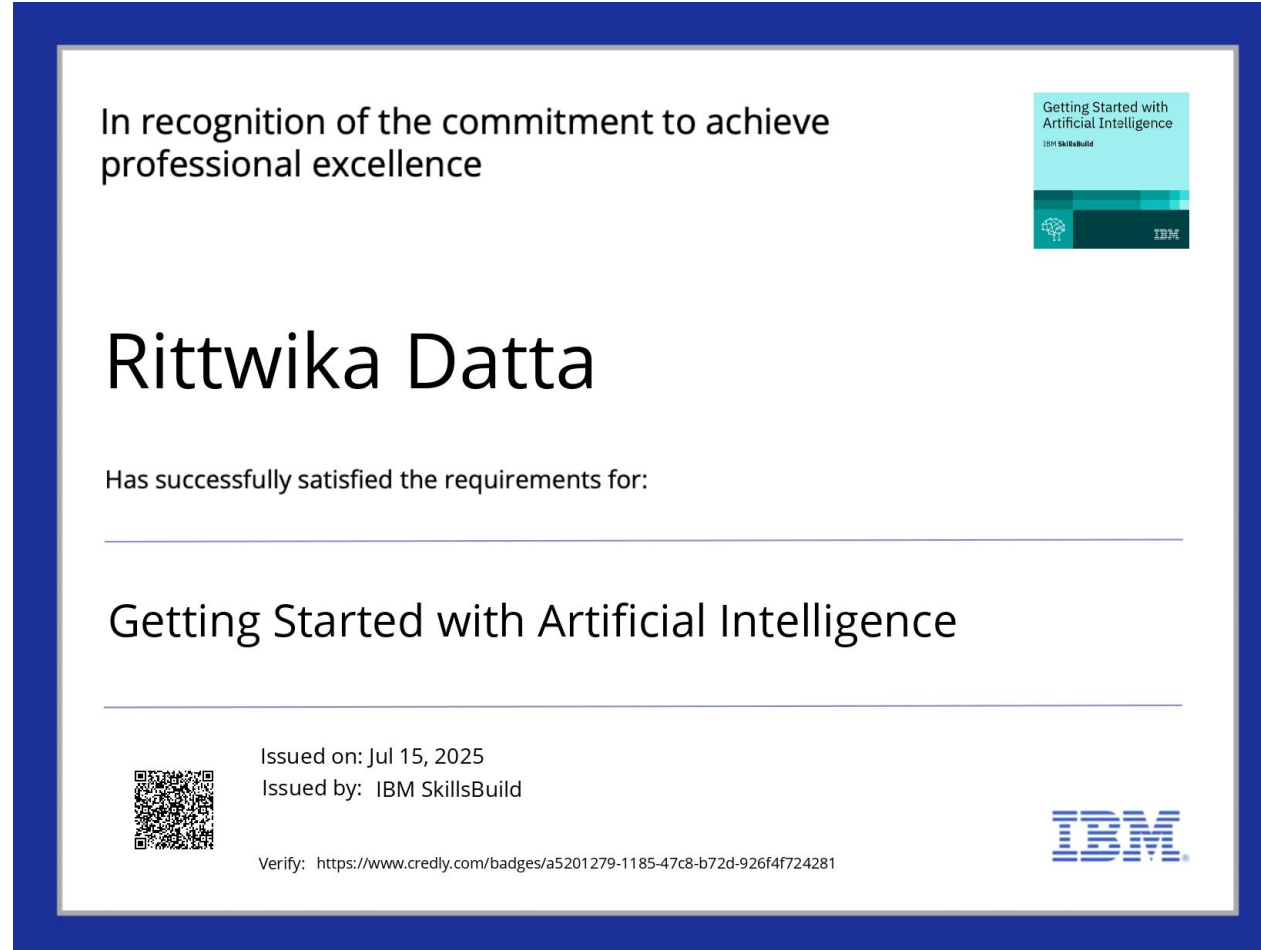 In recognition of the commitment to achieve
professional excellence
Getting Started with
Artificial Intelligence
IBM SkillsBuild
IBM
Rittwika Datta
Has successfully satisfied the requirements for:
Getting Started with Artificial Intelligence
Issued on: Jul 15, 2025
Issued by: IBM SkillsBuild
Verify: https://www.credly.com/badges/a5201279-1185-47c8-b72d-926f4f724281
IBM®